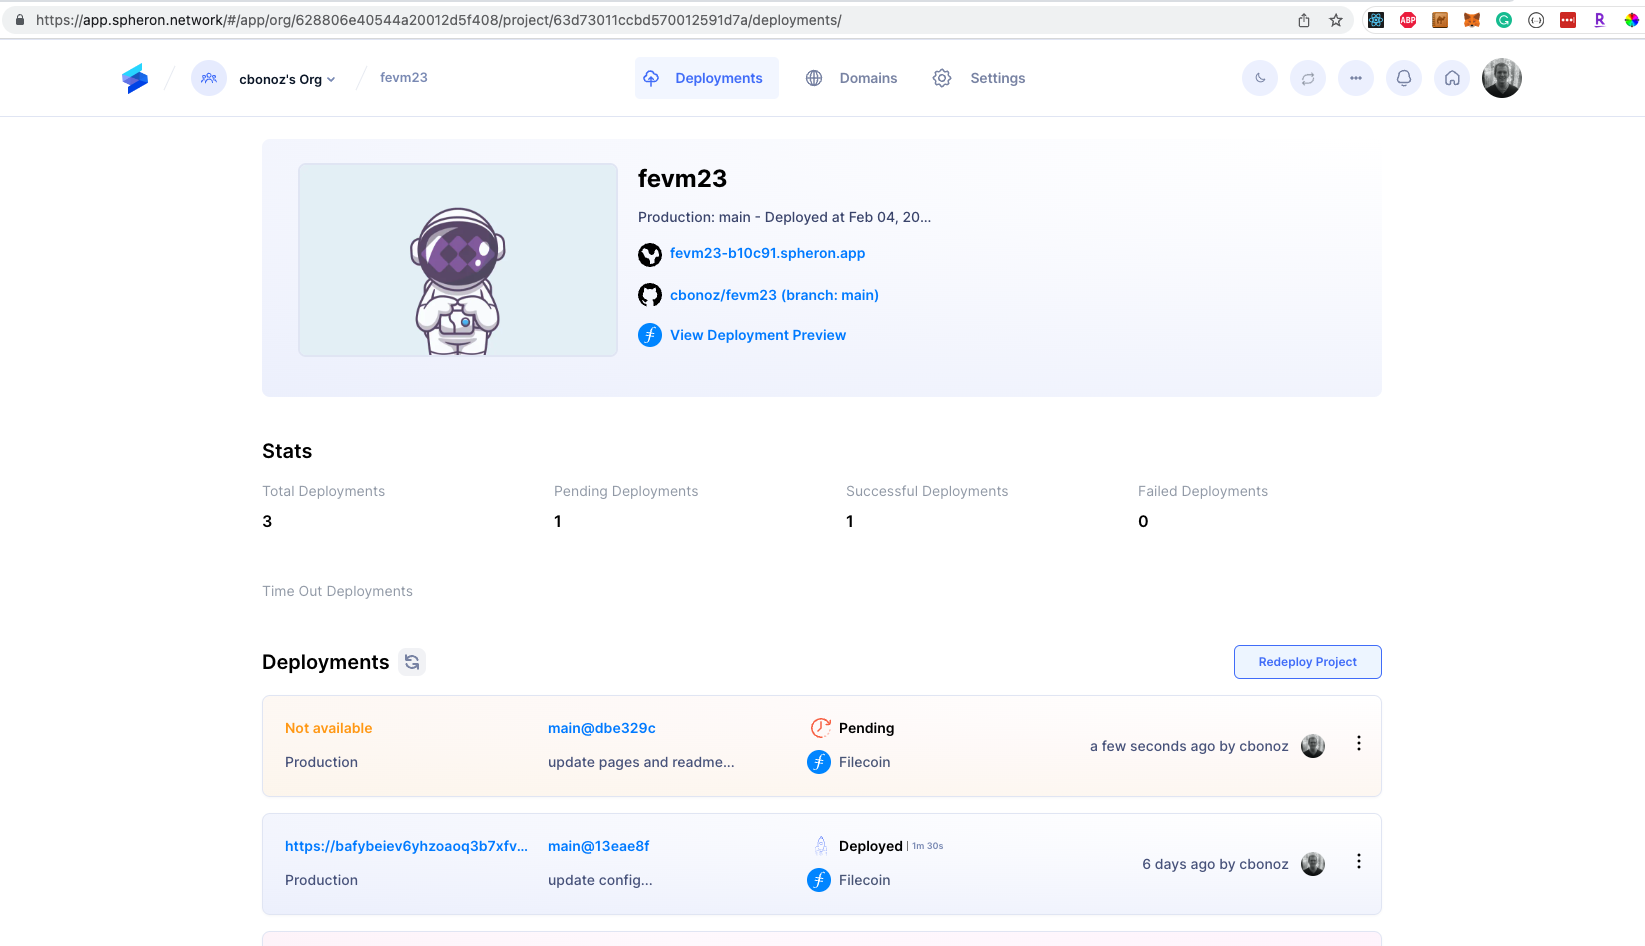 https://app.spheron.network/#/app/org/628806e40544a20012d5f408/project/63d73011ccbd570012591d7a/deployments/
ABP
R
cbonoz's Org
fevm23
Deployments
Domains
Settings
fevm23
Production: main - Deployed at Feb 04, 20...
fevm23-b10c91.spheron.app
cbonoz/fevm23 (branch: main)
View Deployment Preview
Stats
Total Deployments
Pending Deployments
Successful Deployments
Failed Deployments
3
1
1
0
Time Out Deployments
Deployments
Redeploy Project
Not available
main@dbe329c
Pending
a few seconds ago by cbonoz
Production
update pages and readme...
Filecoin
https://bafybeiev6yhzoaoq3b7xfv...
main@13eae8f
Deployed | 1m 30s
6 days ago by cbonoz
Production
update config...
Filecoin